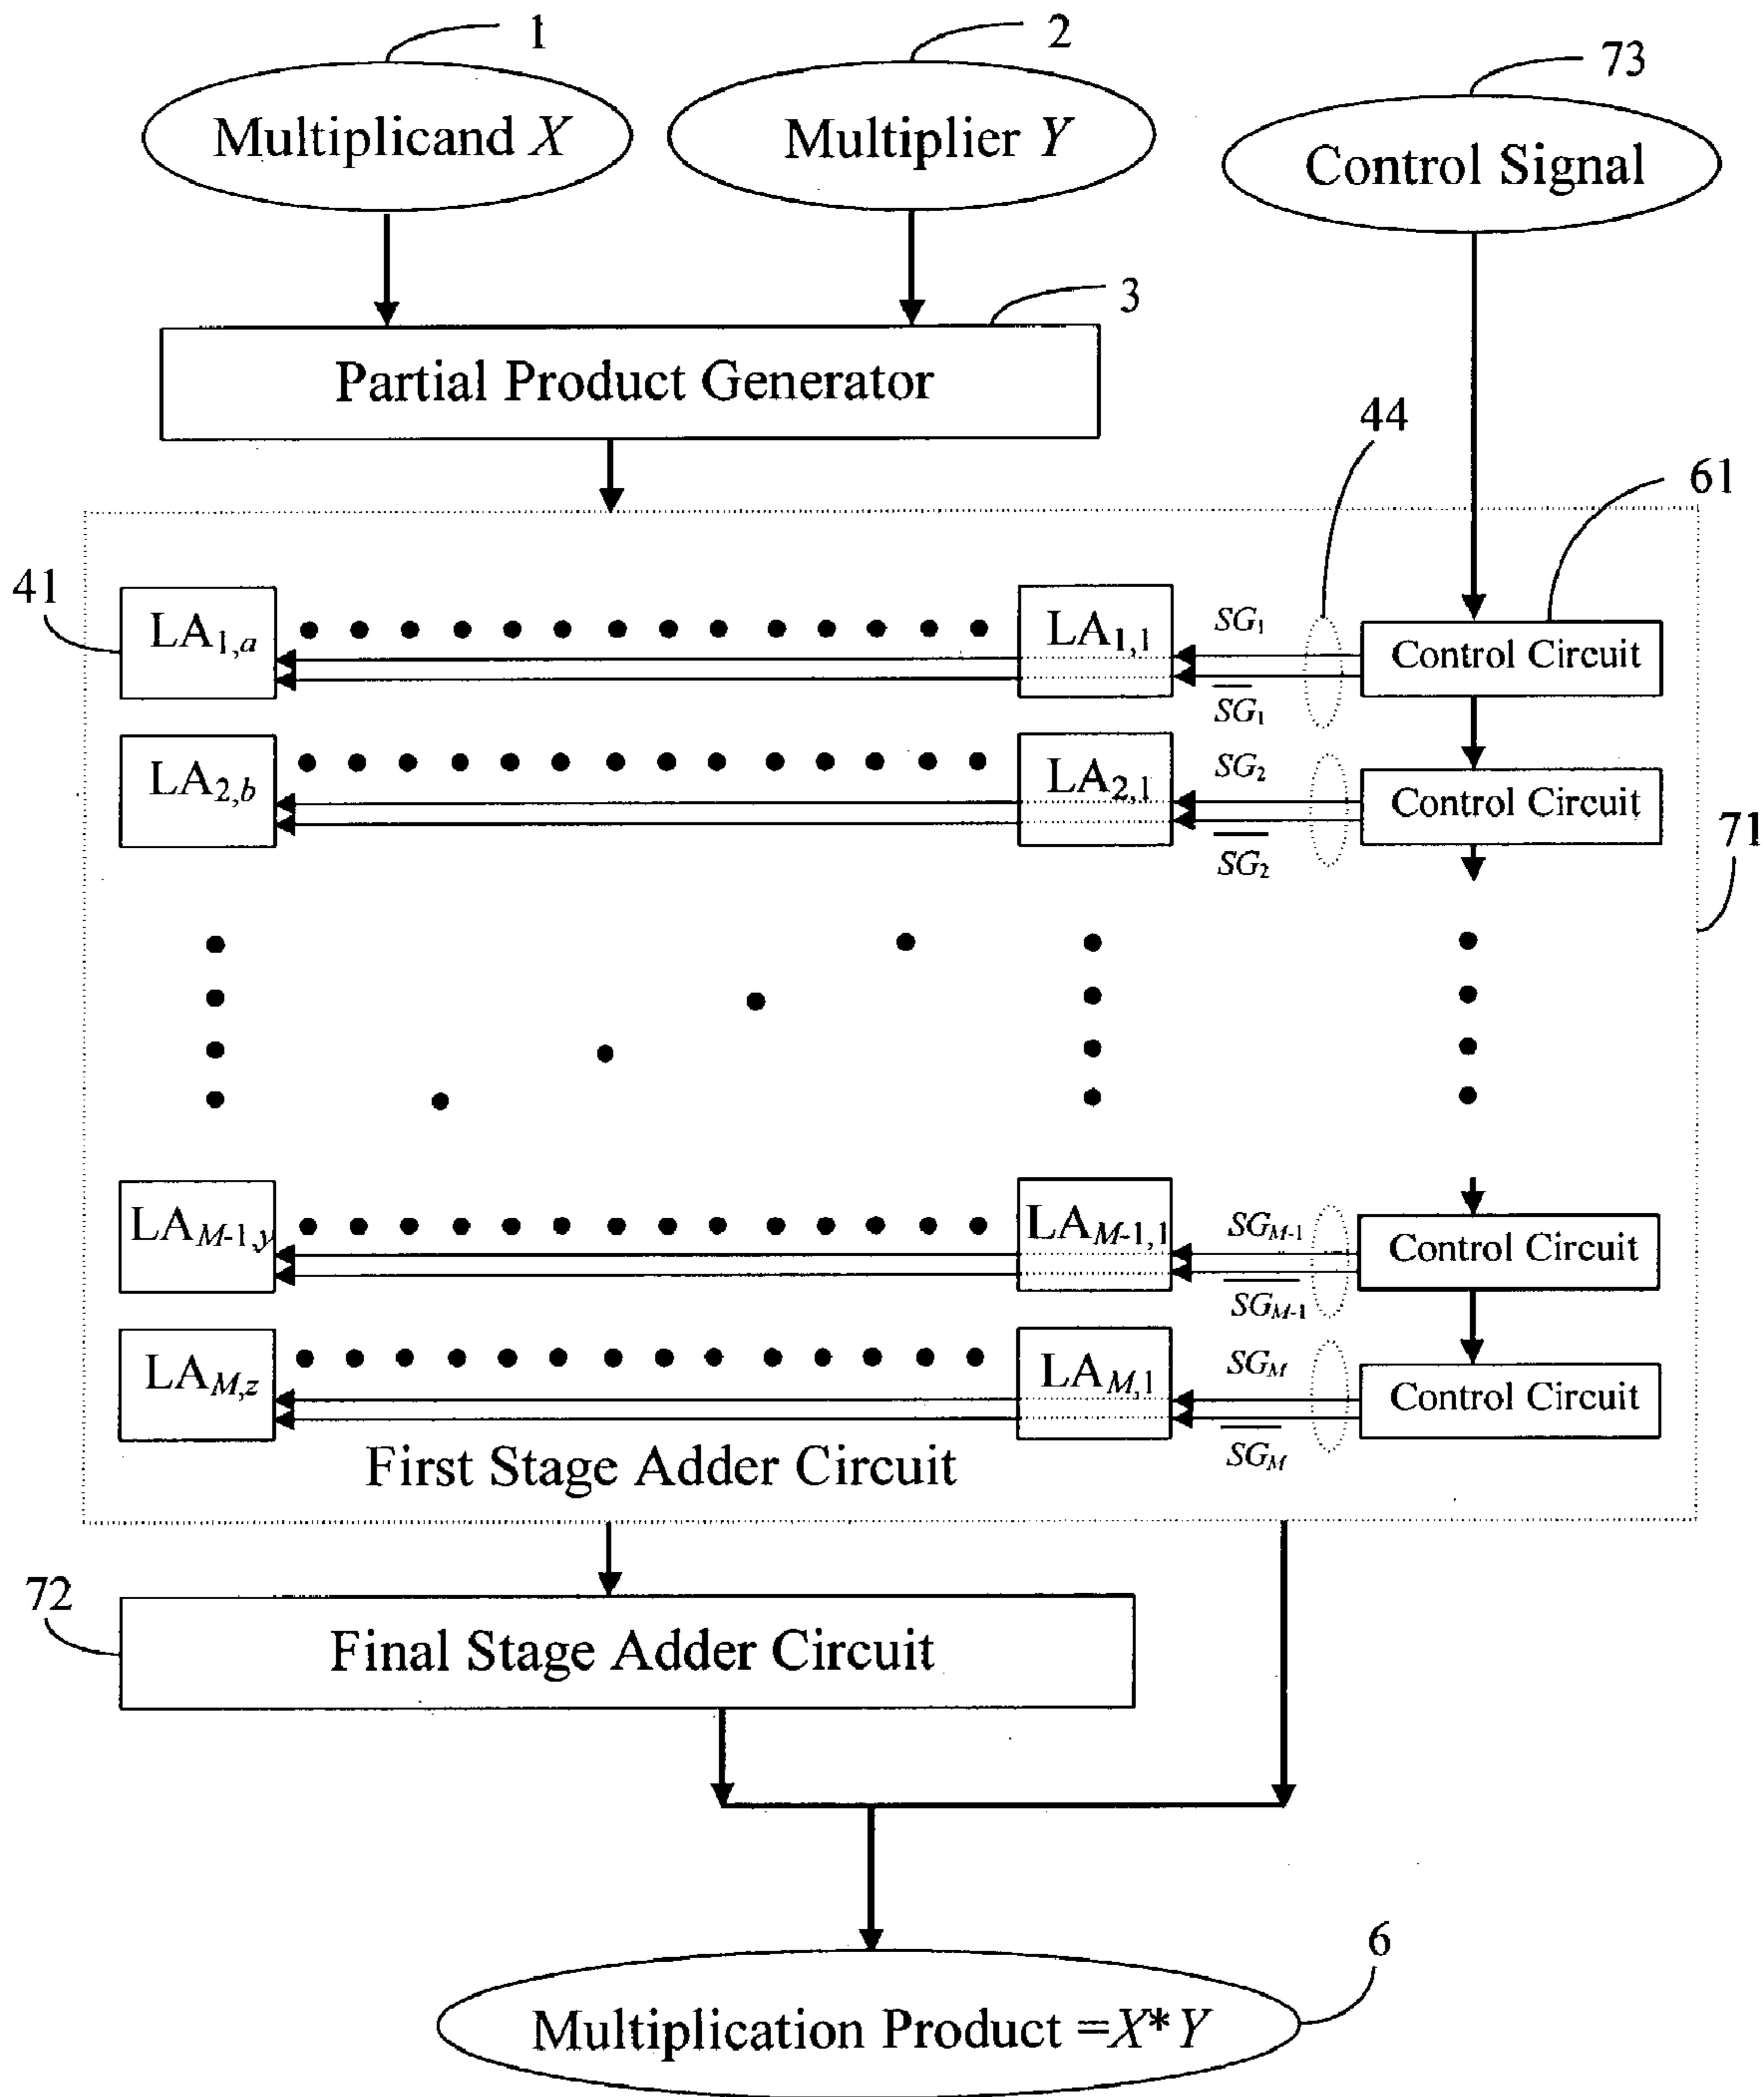 1
2
73
Multiplicand X
Multiplier Y
Control Signal
3
Partial Product Generator
44
61
41
LA1,a
LA1,1
SG1
Control Circuit
SG1
LA2,b
LA2,1
SG2
Control Circuit
SG2
71
LAM-1,y
LAM-1,1
SGM-1
Control Circuit
SGM-1
LAM,z
LAM,1
SGM
Control Circuit
SGM
First Stage Adder Circuit
72
Final Stage Adder Circuit
6
Multiplication Product =X*Y